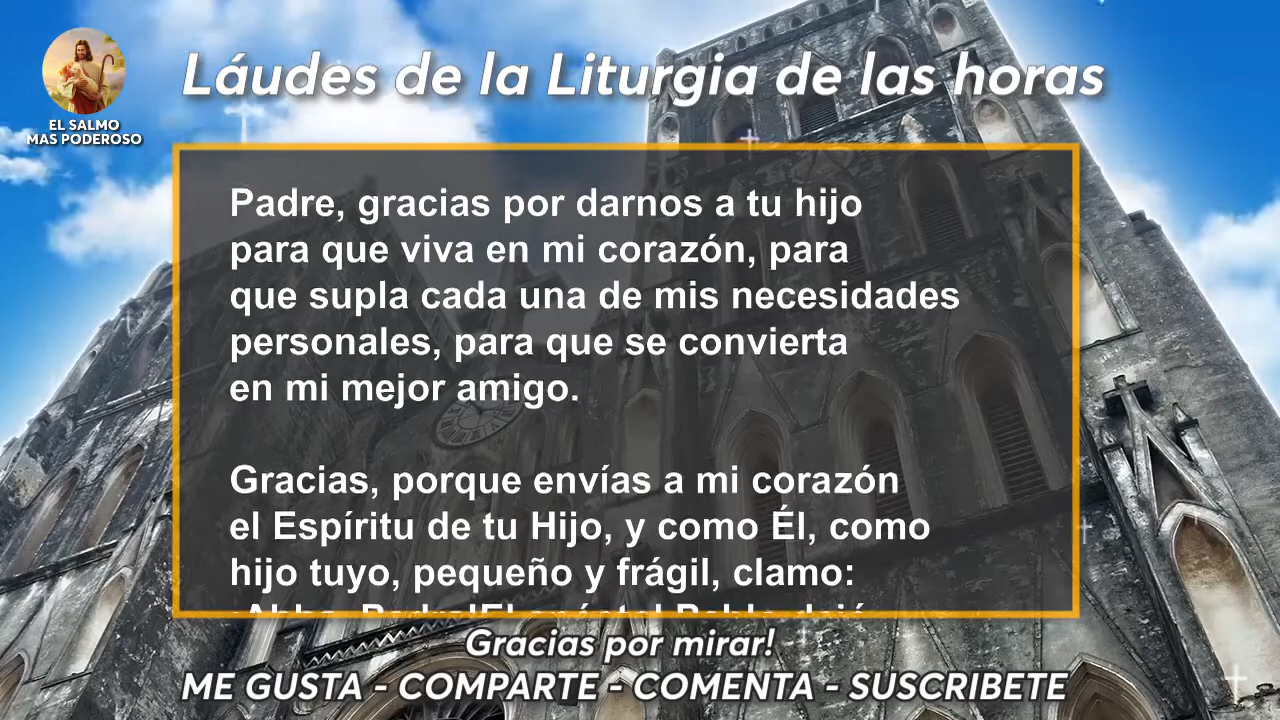 Láudes de la Liturgia de las horas
EL SALMO
MAS PODEROSO
Padre, gracias por darnos a tu hijo
para que viva en mi corazón, para
que supla cada una de mis necesidades
personales, para que se convierta
en mi mejor amigo.
Gracias, porque envías a mi corazón
el Espíritu de tu Hijo, y como Él, como
hijo tuyo, pequeño y frágil, clamo:
Gracias por mirar!
ME GUSTA - COMPARTE - COMENTA - SUSCRIBETE